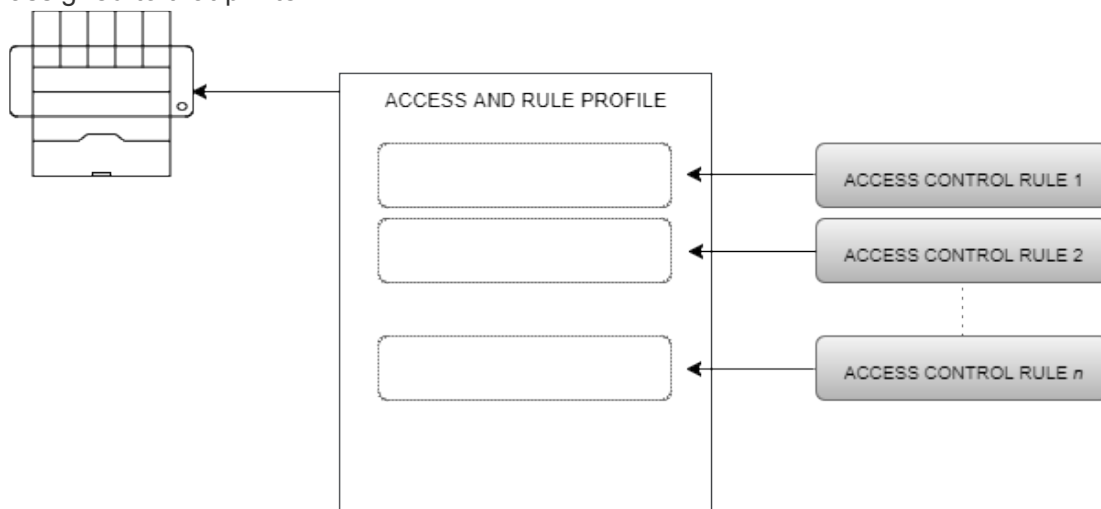 ACCESS AND RULE PROFILE
ACCESS CONTROL RULE 1
ACCESS CONTROL RULE 2
ACCESS CONTROL RULE n